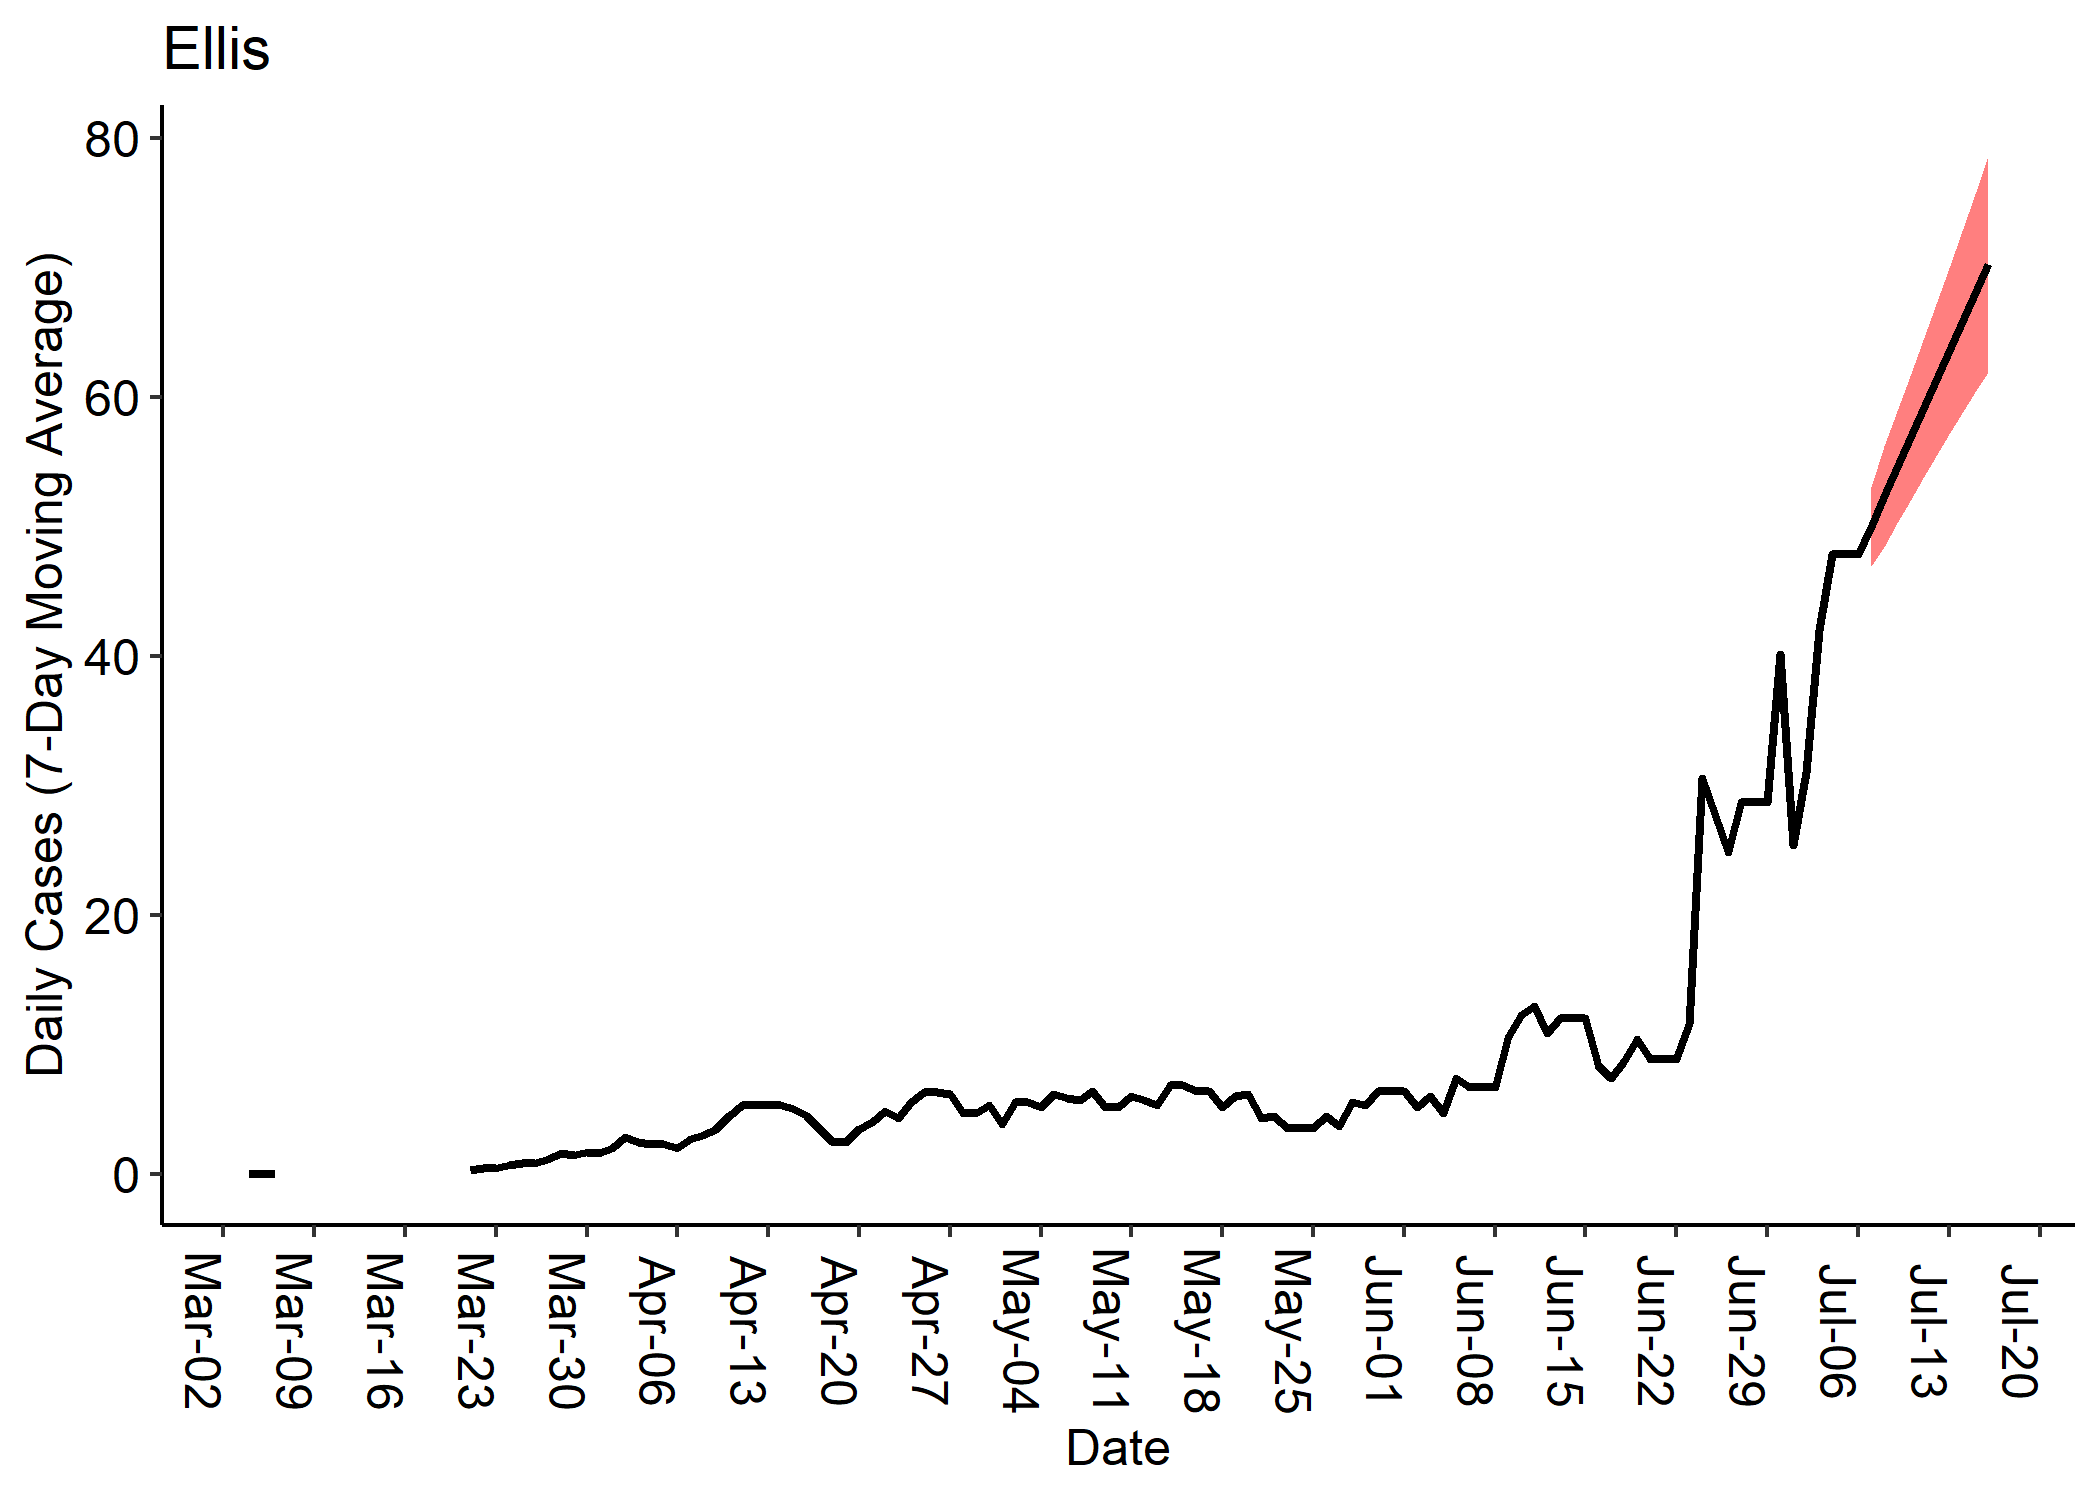 Ellis
Daily Cases (7-Day Moving Average)
80
60
40
20
0
Mar-02
Mar-09
Mar-16
Mar-23
Mar-30
Apr-06
Apr-13
Apr-20
Apr-27
May-04
May-11
May-18
May-25
Jun-01
Jun-08
Jun-15
Jun-22
Jun-29
Jul-06
Jul-13
Jul-20
Date